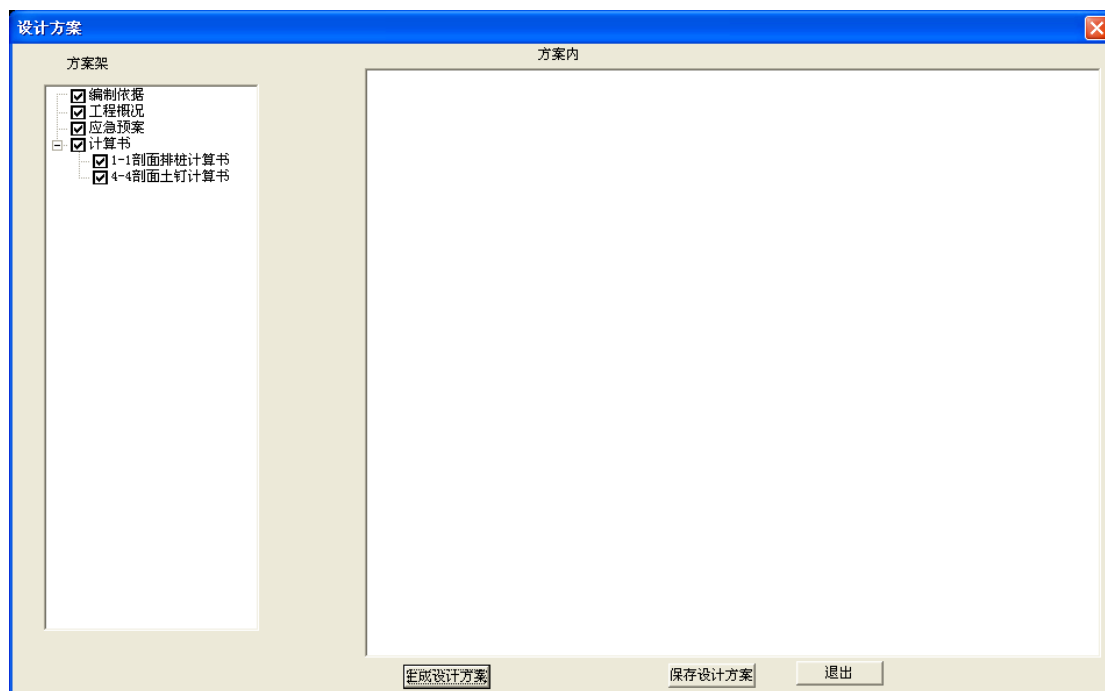 设计方案
方案架
方案内
编制依据
工程概况
应急预案
计算书
1-1剖面排桩计算书
4-4剖面土钉计算书
生成设计方案
保存设计方案
退出